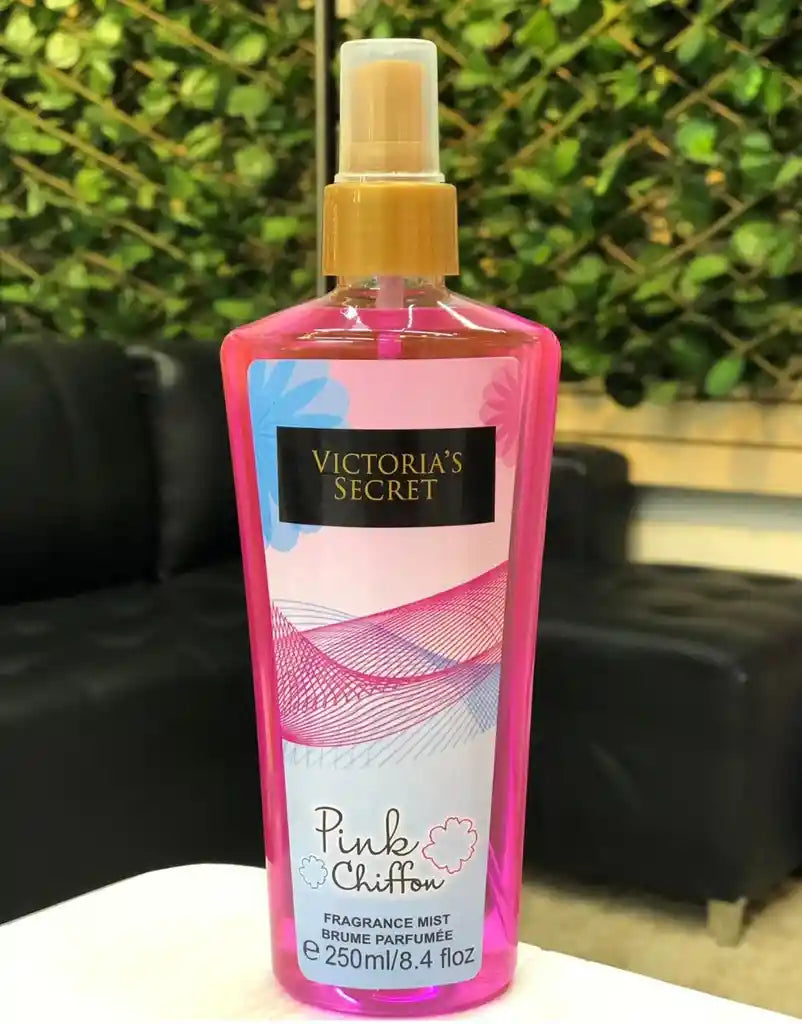 VICTORIA'S
SECRET
Pink
Chiffon
FRAGRANCE MIST
BRUME PARFUMÉE
℮ 250ml/8.4 floz